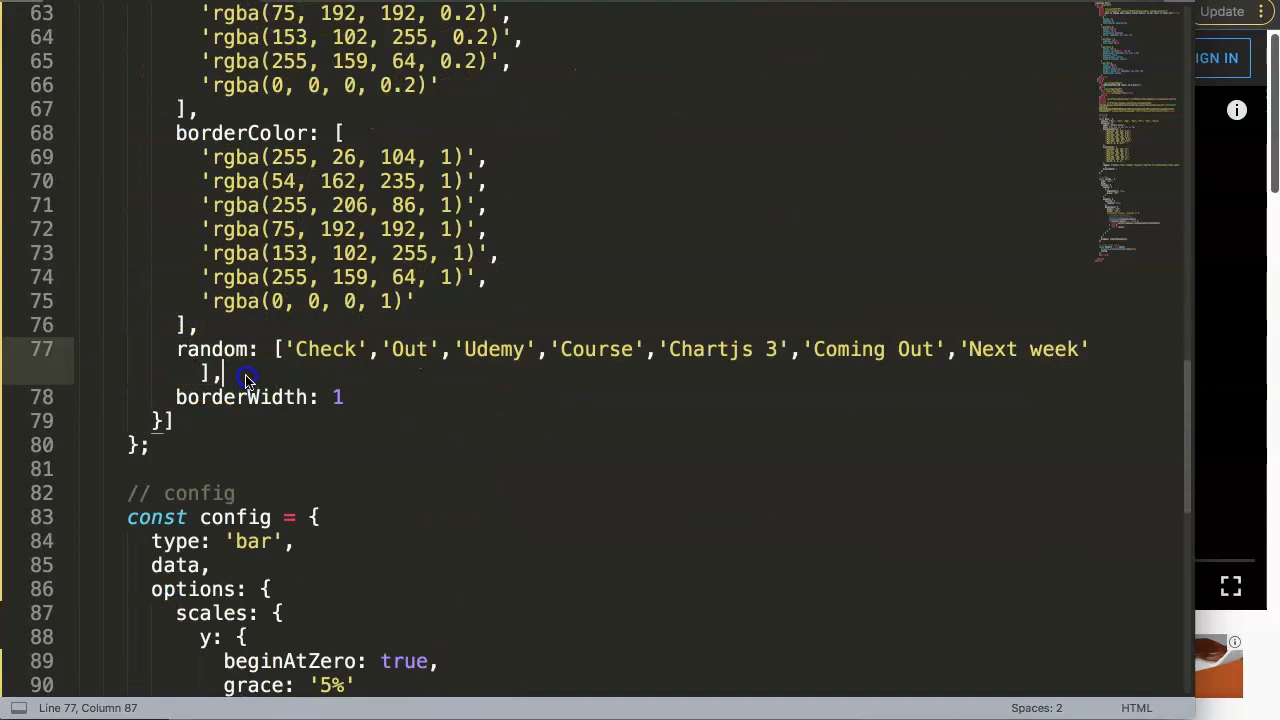 Update
63 'rgba(75, 192, 192, 0.2)',
64 'rgba(153, 102, 255, 0.2)',
65 'rgba(255, 159, 64, 0.2)',
66 'rgba(0, 0, 0, 0.2)'
67 ],
68 borderColor: [
69 'rgba(255, 26, 104, 1)',
70 'rgba(54, 162, 235, 1)',
71 'rgba(255, 206, 86, 1)',
72 'rgba(75, 192, 192, 1)',
73 'rgba(153, 102, 255, 1)',
74 'rgba(255, 159, 64, 1)',
75 'rgba(0, 0, 0, 1)'
76 ],
77 random: ['Check','Out','Udemy','Course','Chartjs 3','Coming Out','Next week'
],
78 borderWidth: 1
79 }]
80 };
81
82 // config
83 const config = {
84 type: 'bar',
85 data,
86 options: {
87 scales: {
88 y: {
89 beginAtZero: true,
90 grace: '5%'
IGN IN
Line 77, Column 87
Spaces: 2
HTML